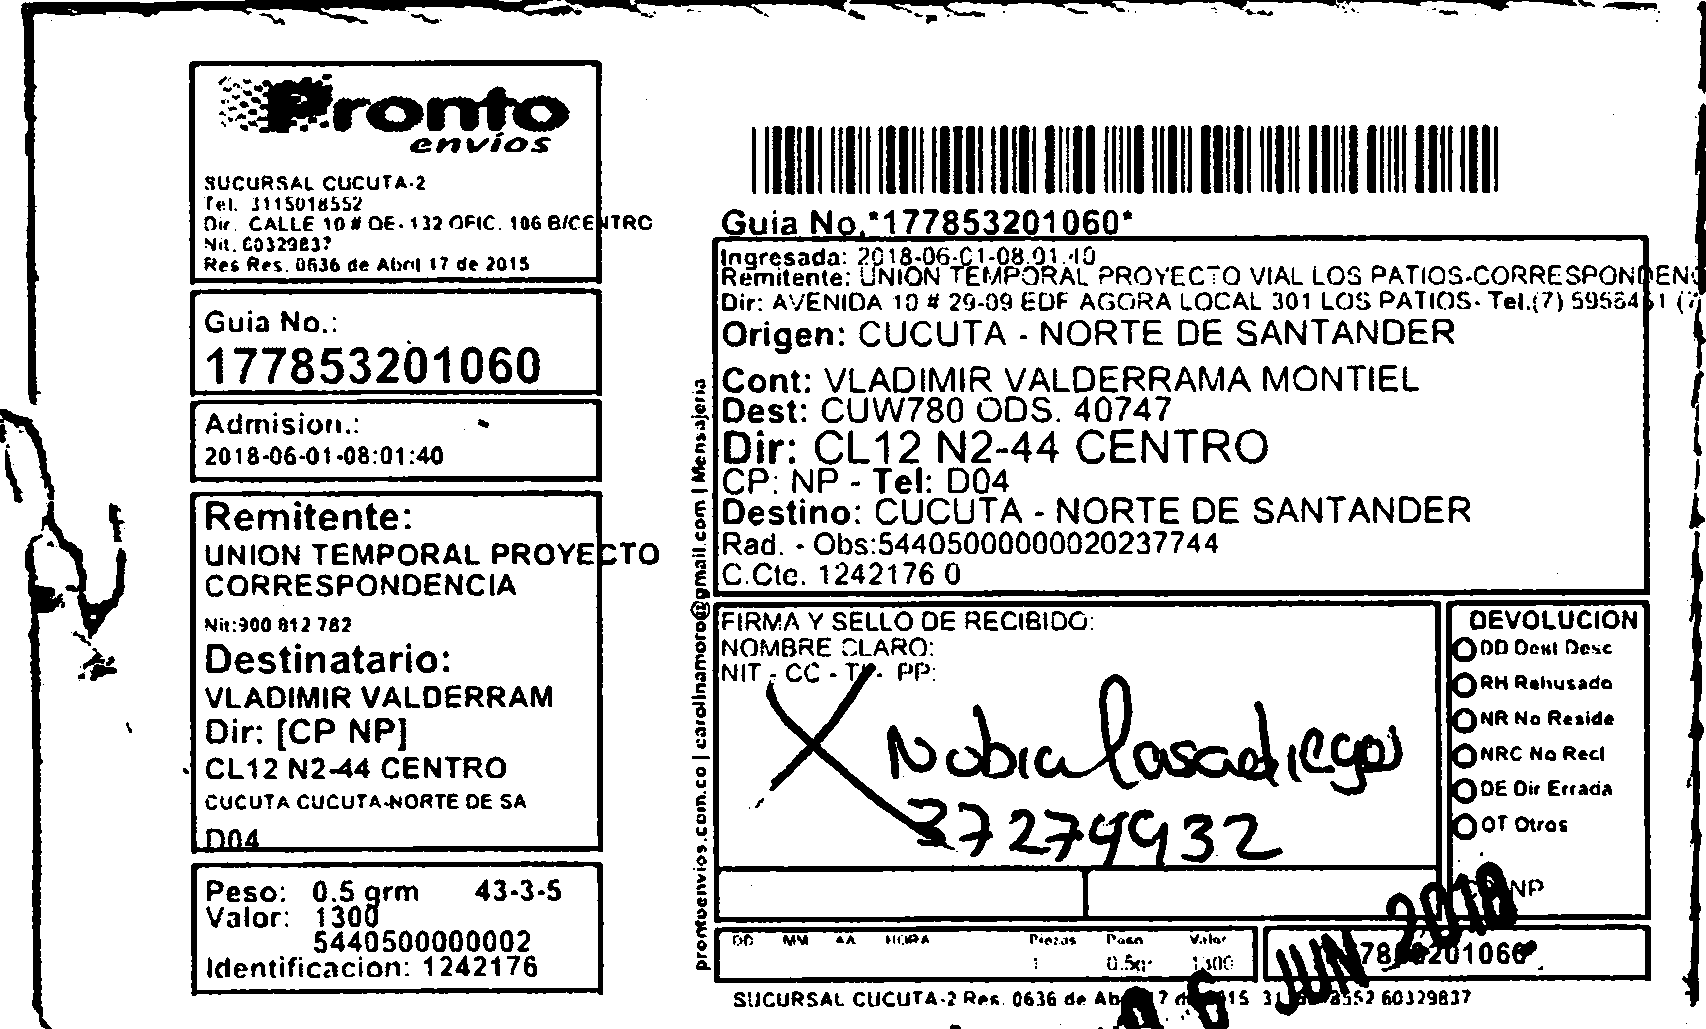 Pronto
envíos
SUCURSAL CUCUTA-2
Tel. 3115018552
Dir. CALLE 10 # OE- 132 OFIC. 106 B/CENTRO
Nit. 60329837
Res Res. 0636 de Abril 17 de 2015
Guia No.:
177853201060
Admision.:
2018-06-01-08:01:40
Remitente:
UNION TEMPORAL PROYECTO
CORRESPONDENCIA
Nit:900 812 782
Destinatario:
VLADIMIR VALDERRAM
Dir: [CP NP]
CL12 N2-44 CENTRO
CUCUTA CUCUTA-NORTE DE SA
D04
Peso: 0.5 grm 43-3-5
Valor: 1300
5440500000002
Identificacion: 1242176
prontoenvios.com.co | carolinamoro@gmail.com | Mensajeria
Guia No.*177853201060*
Ingresada: 2018-06-01-08.01.40
Remitente: UNION TEMPORAL PROYECTO VIAL LOS PATIOS-CORRESPONDENC
Dir: AVENIDA 10 # 29-09 EDF AGORA LOCAL 301 LOS PATIOS- Tel.(7)
Origen: CUCUTA - NORTE DE SANTANDER
Cont: VLADIMIR VALDERRAMA MONTIEL
Dest: CUW780 ODS. 40747
Dir: CL12 N2-44 CENTRO
CP: NP - Tel: D04
Destino: CUCUTA - NORTE DE SANTANDER
Rad. - Obs:54405000000020237744
C.Cte. 1242176 0
FIRMA Y SELLO DE RECIBIDO:
NOMBRE CLARO:
NIT - CC - TI - PP:
X Nubia
37274932
DEVOLUCION
DD Dest Desc
RH Rehusado
NR No Reside
NRC No Recl
DE Dir Errada
OT Otros
NP
DD MM AA HORA Piezas Peso Valor
1 0.5gr 1300
06 JUN 2018
SUCURSAL CUCUTA-2 Res. 0636 de 60329837